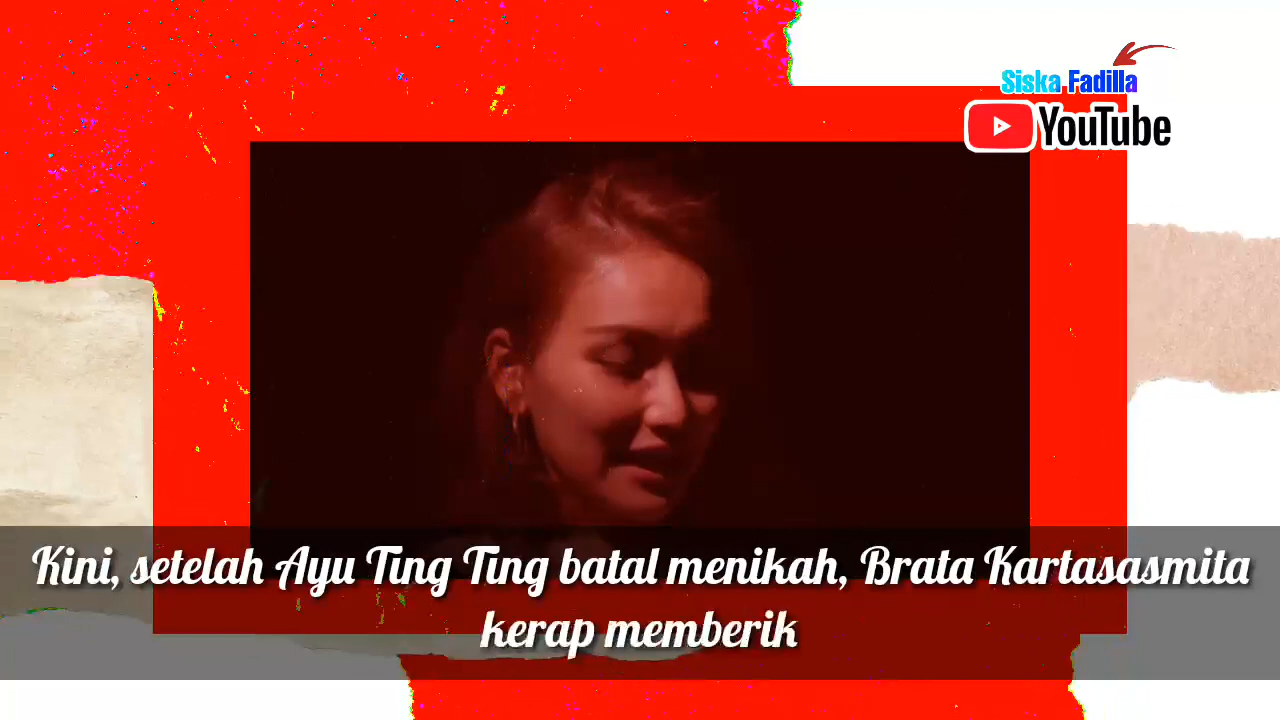 Siska Fadilla
YouTube
Kini, setelah Ayu Ting Ting batal menikah, Brata Kartasasmita
kerap memberik